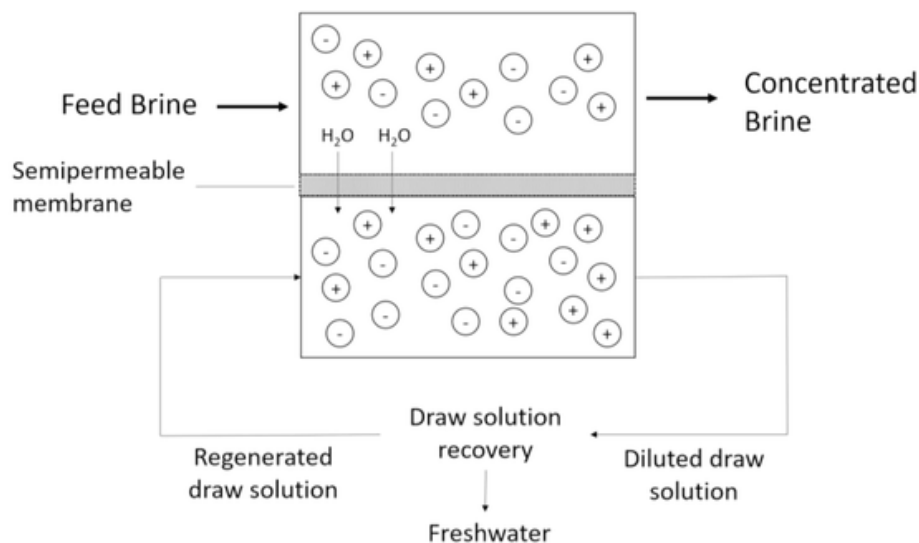 Feed Brine
Concentrated
Brine
H₂O H₂O
Semipermeable
membrane
Draw solution
recovery
Regenerated
draw solution
Diluted draw
solution
Freshwater